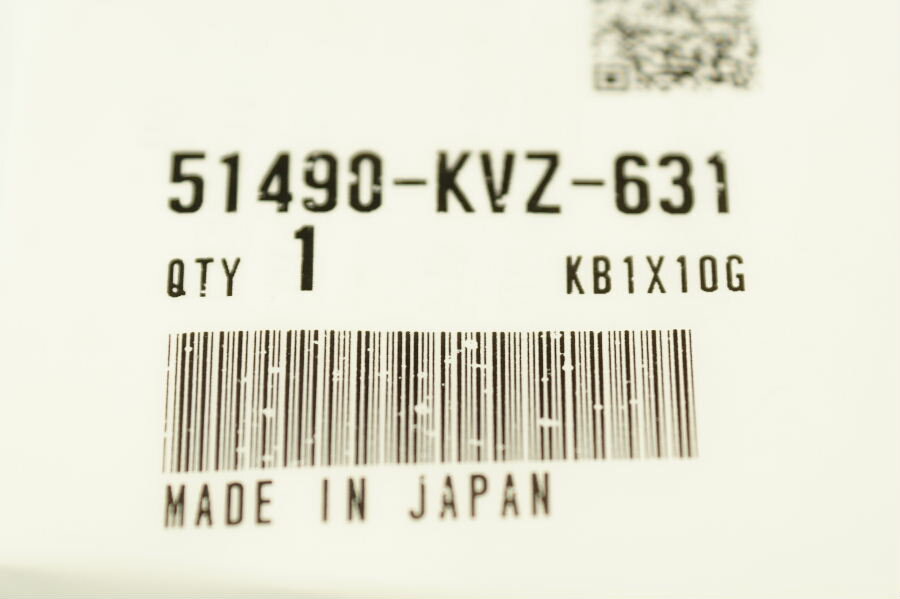 51490-KVZ-631
QTY 1 KB1X10G
MADE IN JAPAN